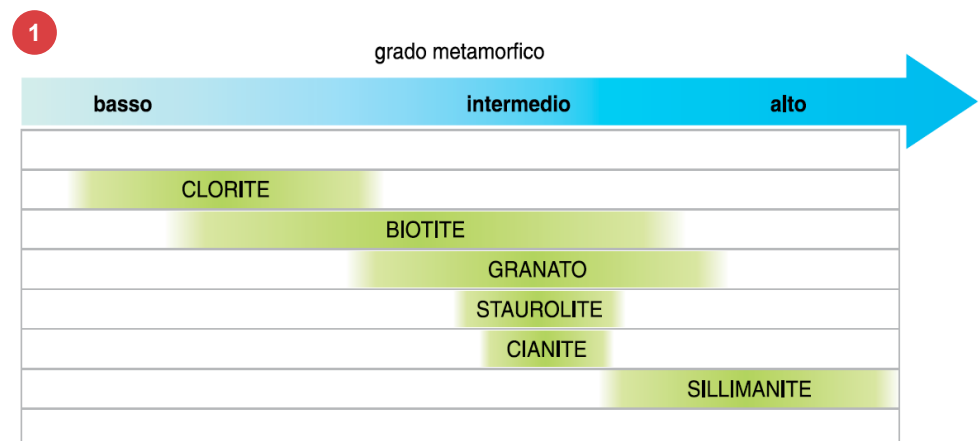 1
grado metamorfico
basso intermedio alto
CLORITE
BIOTITE
GRANATO
STAUROLITE
CIANITE
SILLIMANITE